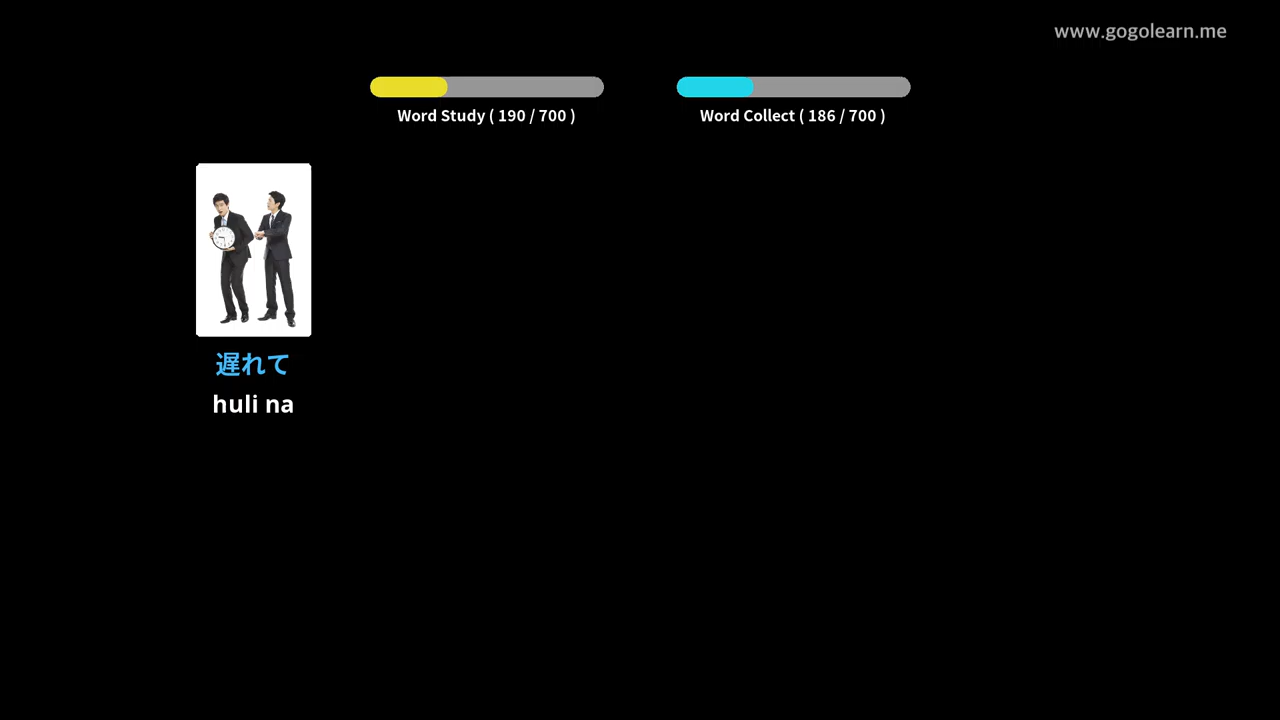 www.gogolearn.me
Word Study ( 190 / 700 )
Word Collect ( 186 / 700 )
遅れて
huli na